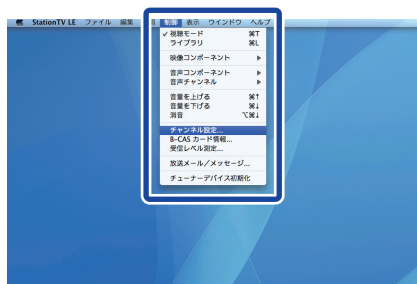 StationTV LE ファイル 編集 制御 表示 ウインドウ ヘルプ
✓ 視聴モード ⌘T
ライブラリ ⌘L
映像コンポーネント ▶
音声コンポーネント ▶
音声チャンネル ▶
音量を上げる ⌘↑
音量を下げる ⌘↓
消音 ⌥⌘↓
チャンネル設定...
B-CAS カード情報...
受信レベル測定...
放送メール／メッセージ...
チューナーデバイス初期化